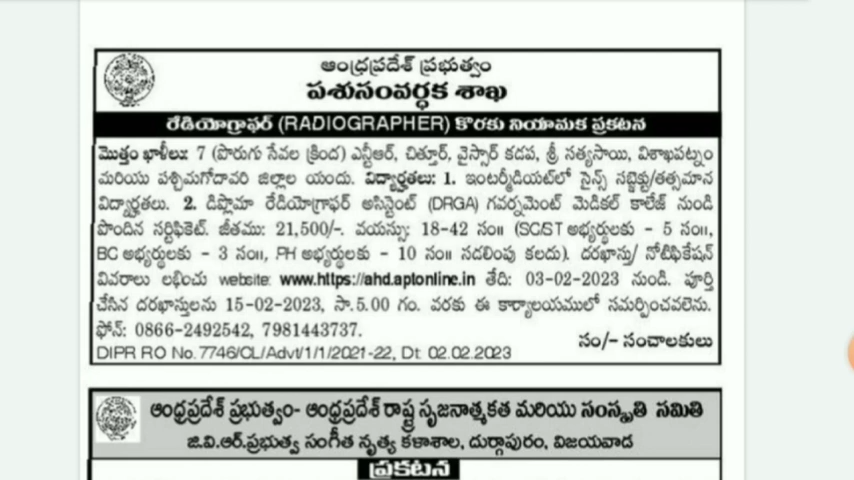 ఆంధ్రప్రదేశ్ ప్రభుత్వం
పశుసంవర్ధక శాఖ
రేడియోగ్రాఫర్ (RADIOGRAPHER) కొరకు నియామక ప్రకటన
మొత్తం ఖాళీలు: 7 (పొరుగు సేవల క్రింద) ఎన్టీఆర్, చిత్తూర్, వైస్సార్ కడప, శ్రీ సత్యసాయి, విశాఖపట్నం
మరియు పశ్చిమగోదావరి జిల్లాల యందు. విద్యార్హతలు: 1. ఇంటర్మీడియట్‌లో సైన్స్ సబ్జెక్టు/తత్సమాన
విద్యార్హతలు. 2. డిప్లొమా రేడియోగ్రాఫర్ అసిస్టెంట్ (DRGA) గవర్నమెంట్ మెడికల్ కాలేజ్ నుండి
పొందిన సర్టిఫికెట్. జీతము: 21,500/-. వయస్సు: 18-42 సం॥ (SC/ST అభ్యర్థులకు - 5 సం॥,
BC అభ్యర్థులకు - 3 సం॥, PH అభ్యర్థులకు - 10 సం॥ సడలింపు కలదు). దరఖాస్తు/ నోటిఫికేషన్
వివరాలు లభించు website: www.https://ahd.aptonline.in తేది: 03-02-2023 నుండి. పూర్తి
చేసిన దరఖాస్తులను 15-02-2023, సా.5.00 గం. వరకు ఈ కార్యాలయములో సమర్పించవలెను.
ఫోన్: 0866-2492542, 7981443737.
సం/- సంచాలకులు
DIPR RO No.7746/CL/Advt/1/1/2021-22, Dt: 02.02.2023
ఆంధ్రప్రదేశ్ ప్రభుత్వం- ఆంధ్రప్రదేశ్ రాష్ట్ర సృజనాత్మకత మరియు సంస్కృతి సమితి
జి.వి.ఆర్.ప్రభుత్వ సంగీత నృత్య కళాశాల, దుర్గాపురం, విజయవాడ
ప్రకటన